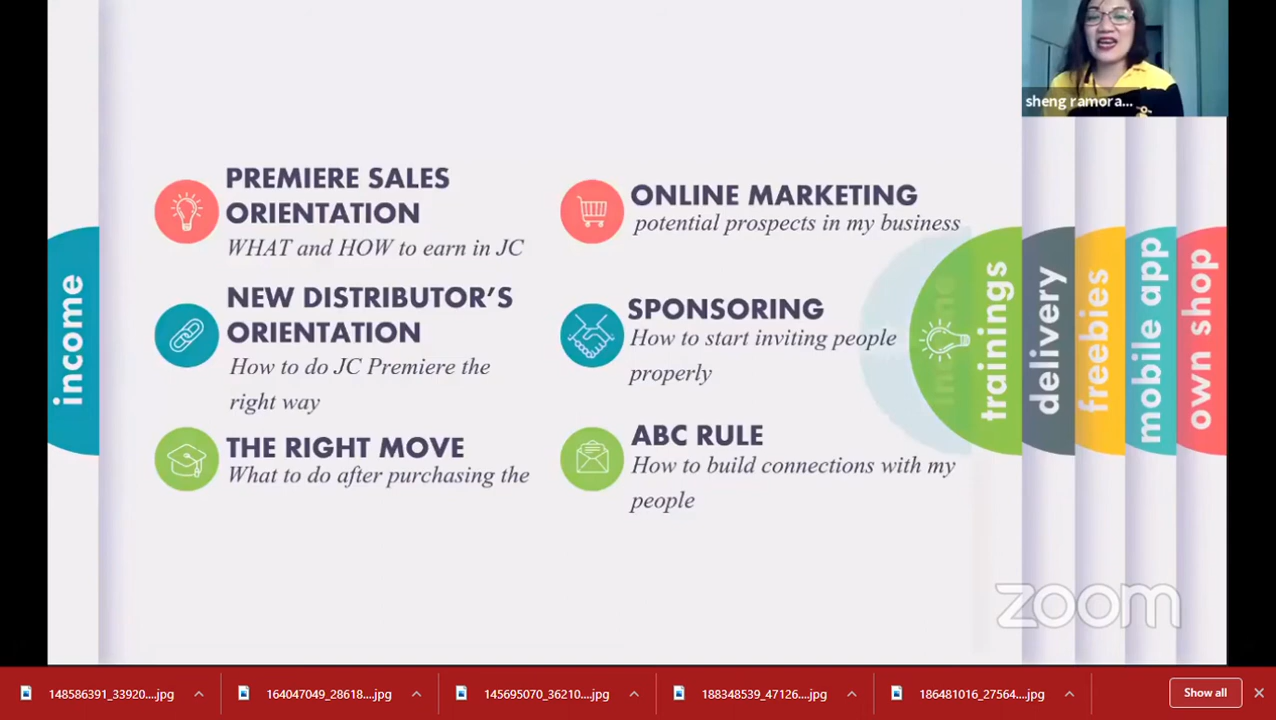 sheng ramora...
PREMIERE SALES
ORIENTATION
WHAT and HOW to earn in JC
NEW DISTRIBUTOR'S
ORIENTATION
How to do JC Premiere the
right way
THE RIGHT MOVE
What to do after purchasing the
ONLINE MARKETING
potential prospects in my business
SPONSORING
How to start inviting people
properly
ABC RULE
How to build connections with my
people
income
income
trainings
delivery
freebies
mobile app
own shop
zoom
148586391_33920....jpg
164047049_28618....jpg
145695070_36210....jpg
188348539_47126....jpg
186481016_27564....jpg
Show all